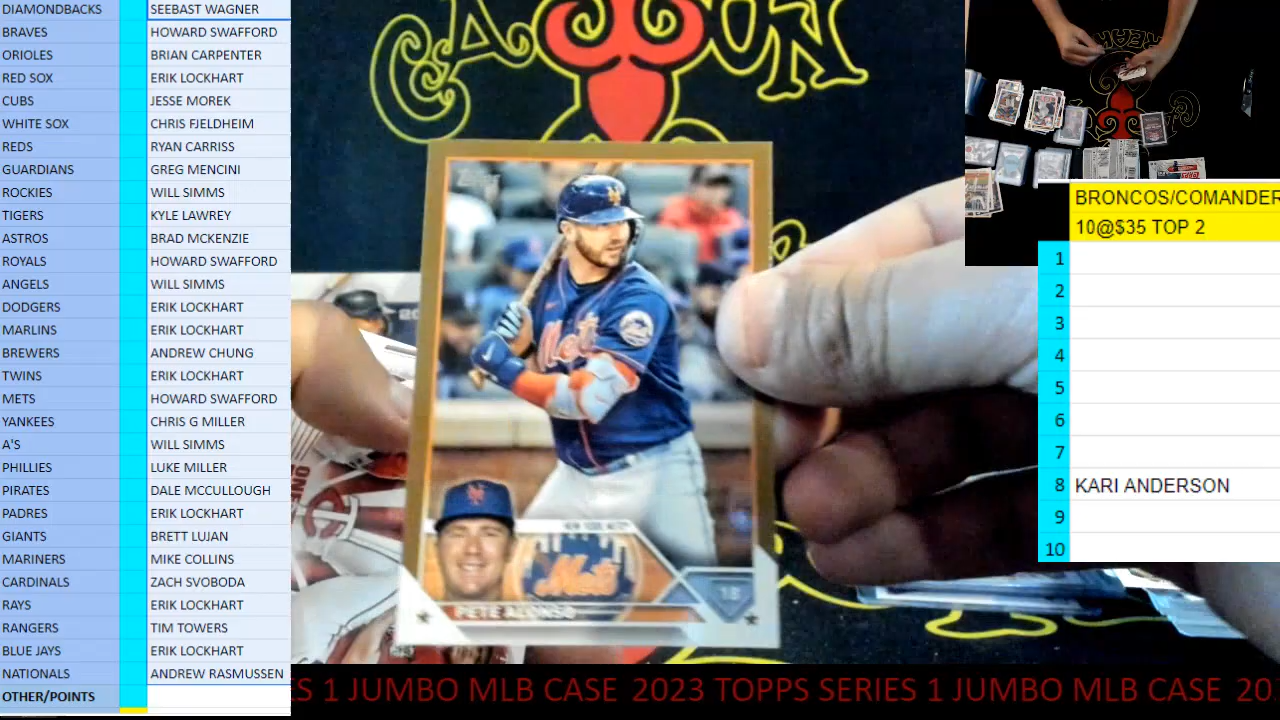 DIAMONDBACKS SEEBAST WAGNER
BRAVES HOWARD SWAFFORD
ORIOLES BRIAN CARPENTER
RED SOX ERIK LOCKHART
CUBS JESSE MOREK
WHITE SOX CHRIS FJELDHEIM
REDS RYAN CARRISS
GUARDIANS GREG MENCINI
ROCKIES WILL SIMMS
TIGERS KYLE LAWREY
ASTROS BRAD MCKENZIE
ROYALS HOWARD SWAFFORD
ANGELS WILL SIMMS
DODGERS ERIK LOCKHART
MARLINS ERIK LOCKHART
BREWERS ANDREW CHUNG
TWINS ERIK LOCKHART
METS HOWARD SWAFFORD
YANKEES CHRIS G MILLER
A'S WILL SIMMS
PHILLIES LUKE MILLER
PIRATES DALE MCCULLOUGH
PADRES ERIK LOCKHART
GIANTS BRETT LUJAN
MARINERS MIKE COLLINS
CARDINALS ZACH SVOBODA
RAYS ERIK LOCKHART
RANGERS TIM TOWERS
BLUE JAYS ERIK LOCKHART
NATIONALS ANDREW RASMUSSEN
OTHER/POINTS
Mets
NEW YORK METS
Mets
1B
PETE ALONSO
BRONCOS/COMANDER
10@$35 TOP 2
1
2
3
4
5
6
7
8 KARI ANDERSON
9
10
ES 1 JUMBO MLB CASE 2023 TOPPS SERIES 1 JUMBO MLB CASE 20